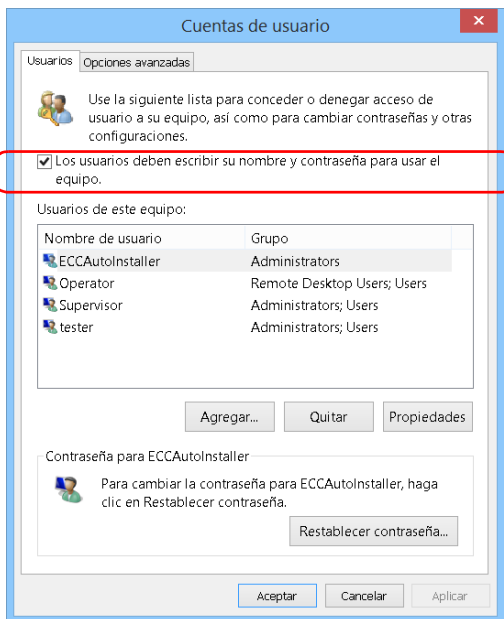 Cuentas de usuario
Usuarios
Opciones avanzadas
Use la siguiente lista para conceder o denegar acceso de
usuario a su equipo, así como para cambiar contraseñas y otras
configuraciones.
Los usuarios deben escribir su nombre y contraseña para usar el
equipo.
Usuarios de este equipo:
Nombre de usuario Grupo
ECCAutoInstaller Administrators
Operator Remote Desktop Users; Users
Supervisor Administrators; Users
tester Administrators; Users
Agregar... Quitar Propiedades
Contraseña para ECCAutoInstaller
Para cambiar la contraseña para ECCAutoInstaller, haga
clic en Restablecer contraseña.
Restablecer contraseña...
Aceptar Cancelar Aplicar